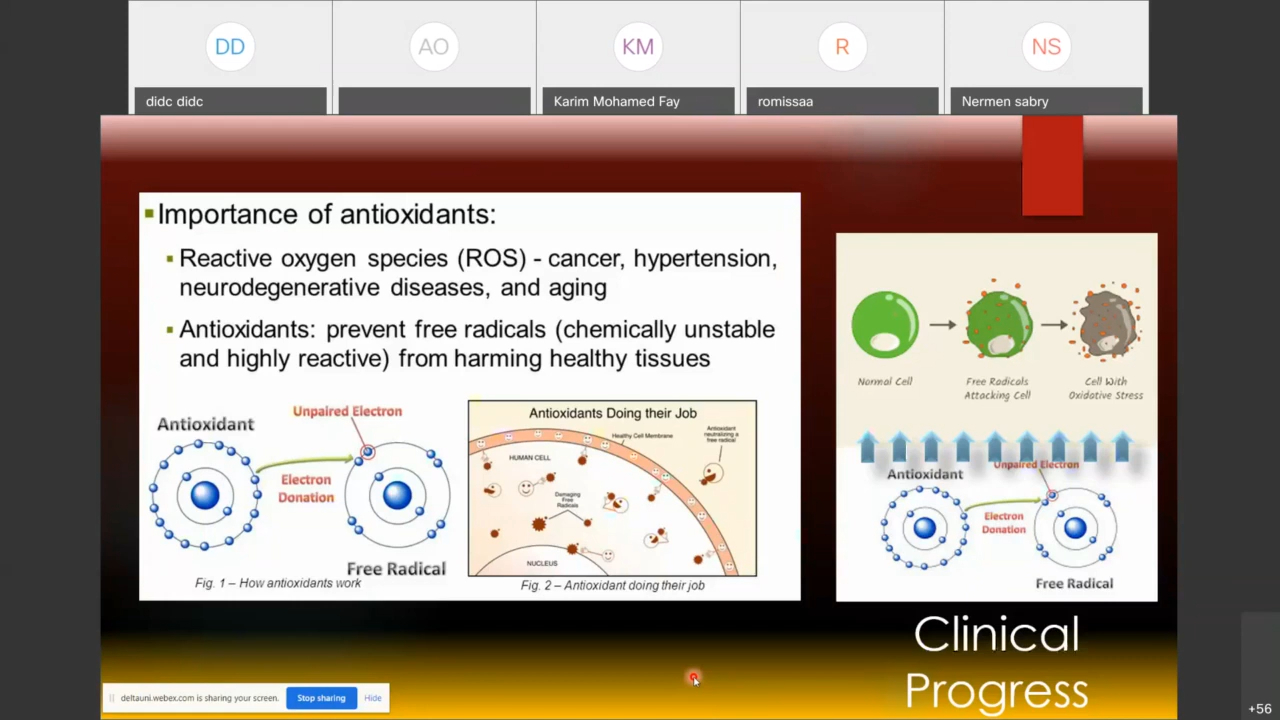 DD
AO
KM
R
NS
didc didc
Karim Mohamed Fay
romissaa
Nermen sabry
Importance of antioxidants:
Reactive oxygen species (ROS) - cancer, hypertension,
neurodegenerative diseases, and aging
Antioxidants: prevent free radicals (chemically unstable
and highly reactive) from harming healthy tissues
Unpaired Electron
Antioxidant
Electron
Donation
Free Radical
Fig. 1 – How antioxidants work
Antioxidants Doing their Job
Healthy Cell Membrane
Antioxidant
neutralizing a
free radical
HUMAN CELL
Damaging
Free
Radicals
NUCLEUS
Fig. 2 – Antioxidant doing their job
Normal Cell
Free Radicals
Attacking Cell
Cell With
Oxidative Stress
Unpaired Electron
Antioxidant
Electron
Donation
Free Radical
Clinical
Progress
deltauni.webex.com is sharing your screen.
Stop sharing
Hide
+56